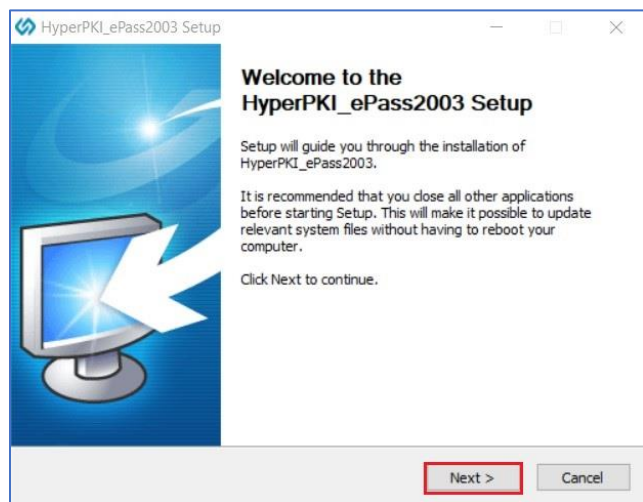 HyperPKI_ePass2003 Setup
Welcome to the
HyperPKI_ePass2003 Setup
Setup will guide you through the installation of
HyperPKI_ePass2003.
It is recommended that you close all other applications
before starting Setup. This will make it possible to update
relevant system files without having to reboot your
computer.
Click Next to continue.
Next >
Cancel